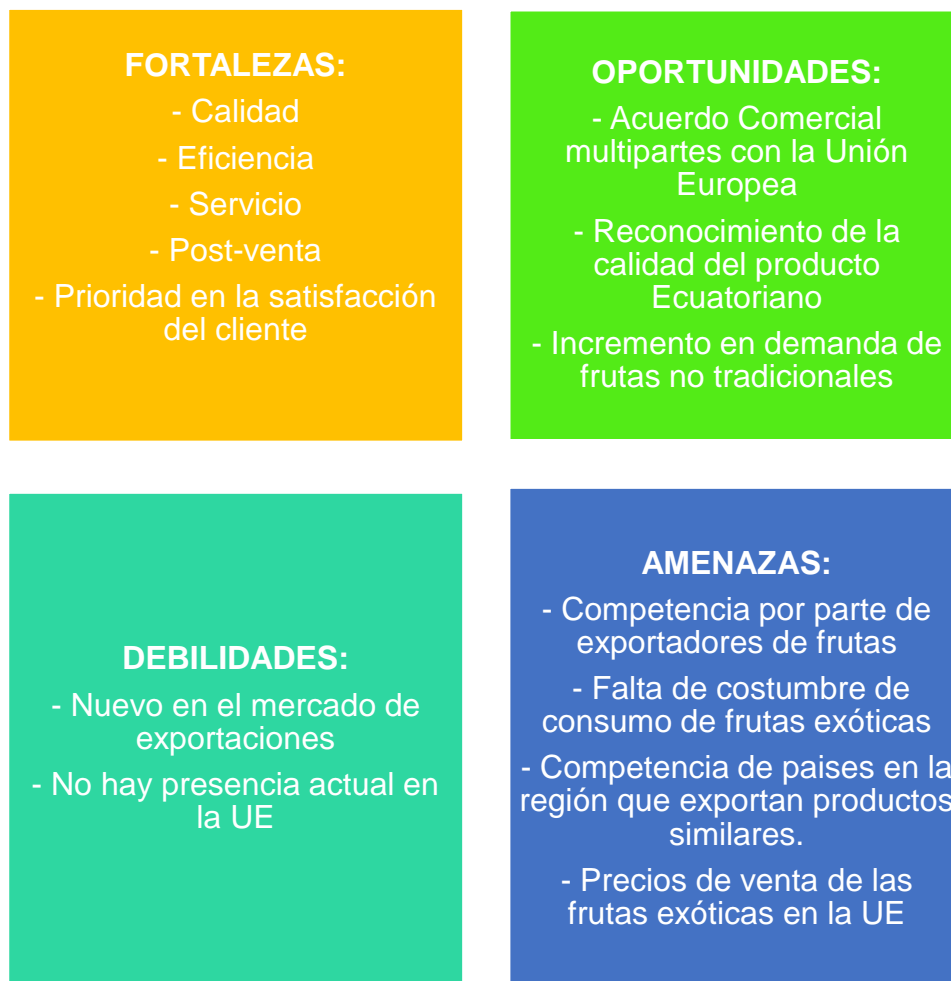 FORTALEZAS:
- Calidad
- Eficiencia
- Servicio
- Post-venta
- Prioridad en la satisfacción
del cliente
OPORTUNIDADES:
- Acuerdo Comercial
multipartes con la Unión
Europea
- Reconocimiento de la
calidad del producto
Ecuatoriano
- Incremento en demanda de
frutas no tradicionales
DEBILIDADES:
- Nuevo en el mercado de
exportaciones
- No hay presencia actual en
la UE
AMENAZAS:
- Competencia por parte de
exportadores de frutas
- Falta de costumbre de
consumo de frutas exóticas
- Competencia de paises en la
región que exportan productos
similares.
- Precios de venta de las
frutas exóticas en la UE